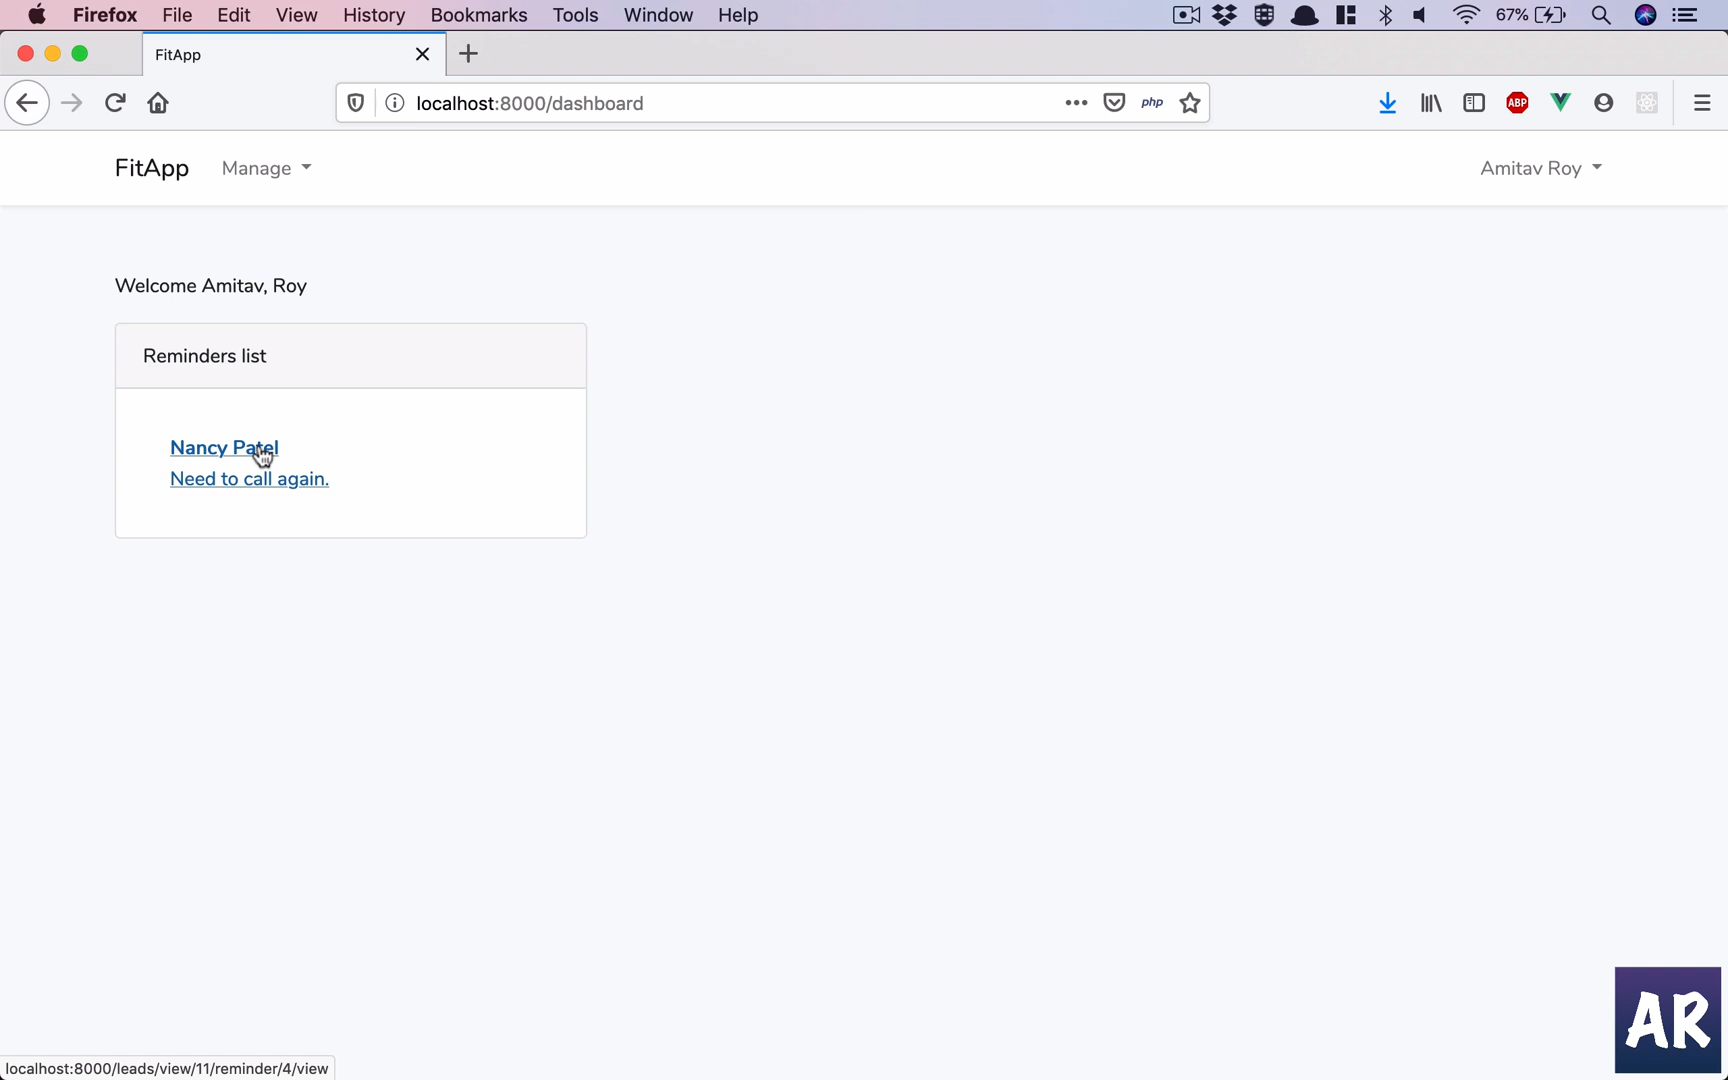 Firefox File Edit View History Bookmarks Tools Window Help 67%
FitApp
localhost:8000/dashboard php ABP
FitApp Manage Amitav Roy
Welcome Amitav, Roy
Reminders list
Nancy Patel
Need to call again.
AR
localhost:8000/leads/view/11/reminder/4/view